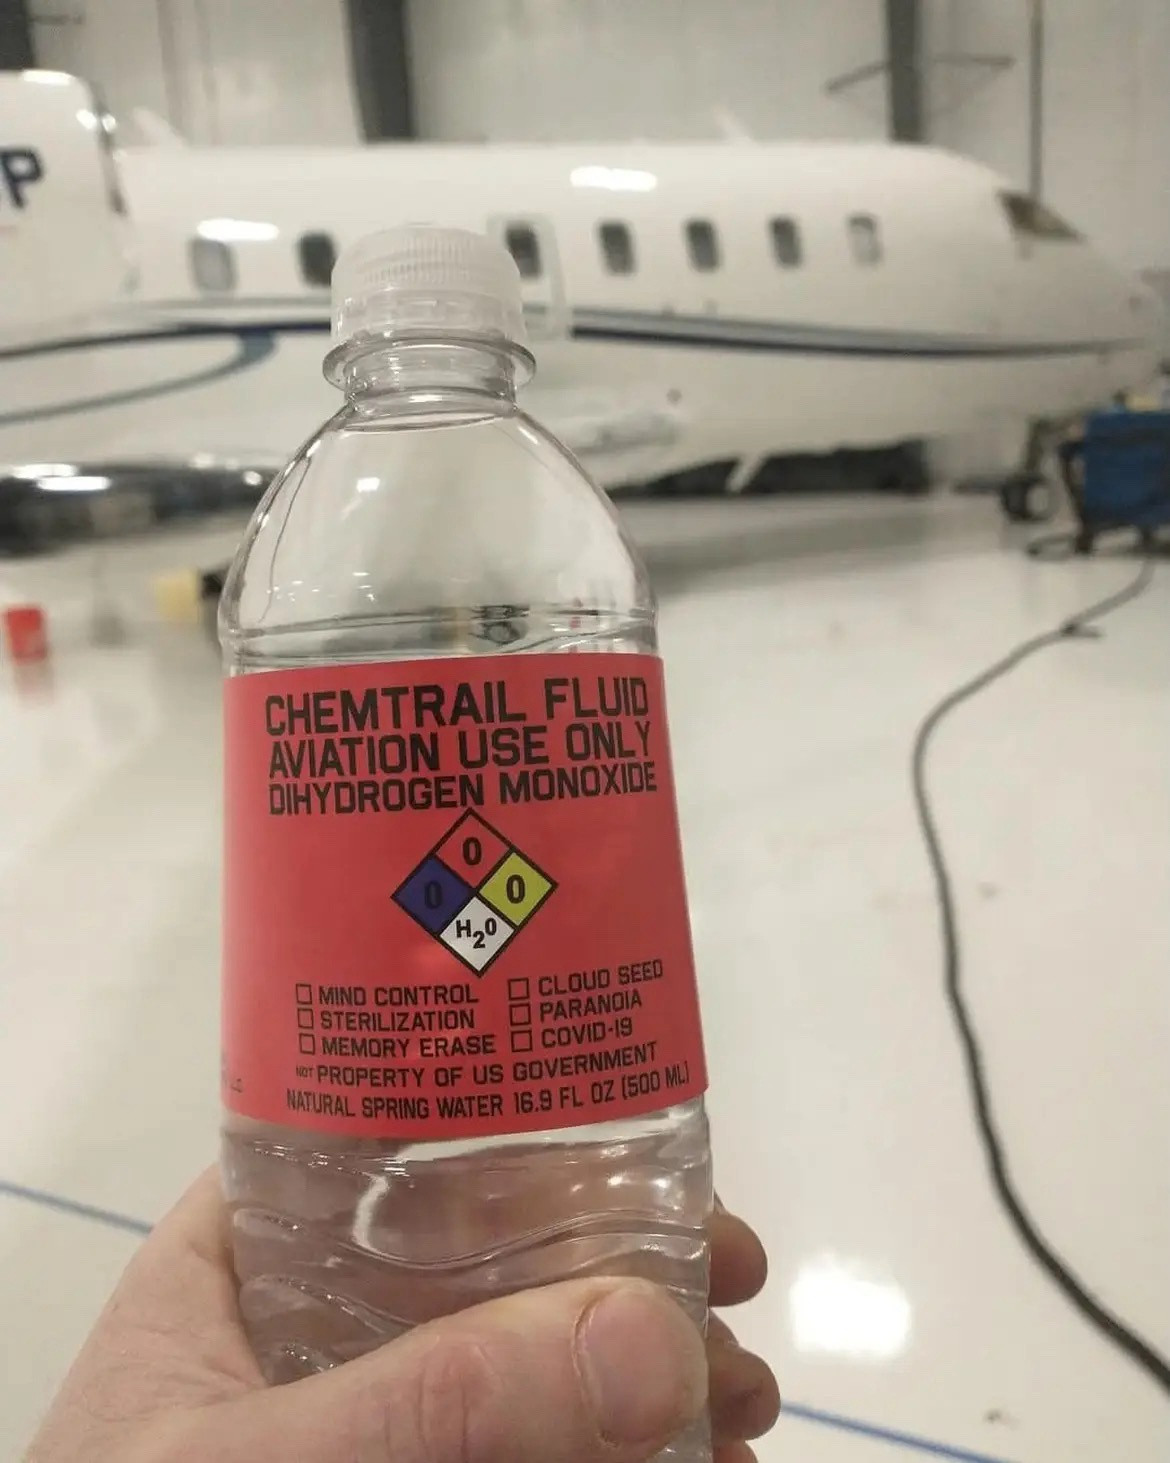 P
CHEMTRAIL FLUID
AVIATION USE ONLY
DIHYDROGEN MONOXIDE
0
0 0
H₂0
☐ MIND CONTROL ☐ CLOUD SEED
☐ STERILIZATION ☐ PARANOIA
☐ MEMORY ERASE ☐ COVID-19
NOT PROPERTY OF US GOVERNMENT
NATURAL SPRING WATER 16.9 FL OZ (500 ML)